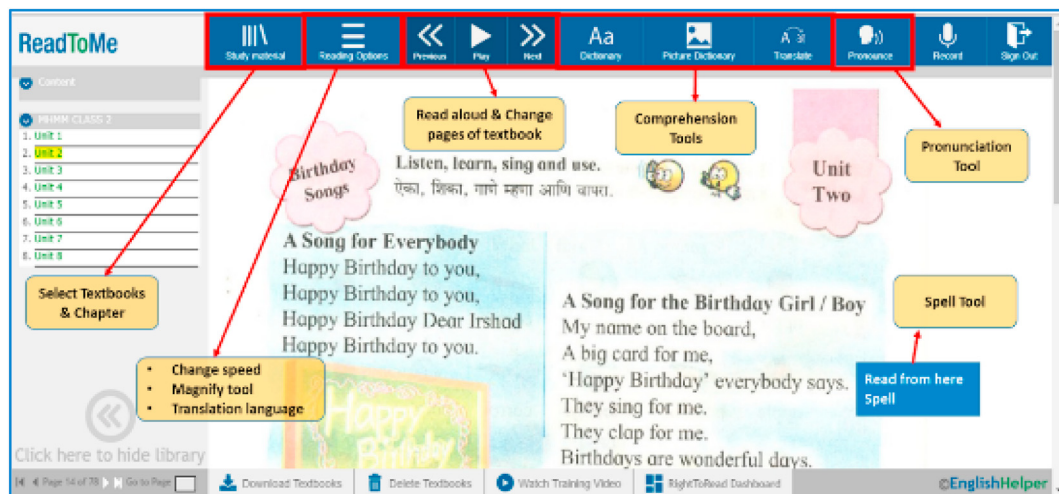 ReadToMe
Study material
Reading Options
Previous
Play
Next
Aa
Dictionary
Picture Dictionary
Translate
Pronounce
Record
Sign Out
Content
MHMM CLASS 2
1. Unit 1
2. Unit 2
3. Unit 3
4. Unit 4
5. Unit 5
6. Unit 6
7. Unit 7
8. Unit 8
Read aloud & Change
pages of textbook
Comprehension
Tools
Pronunciation
Tool
Birthday
Songs
Listen, learn, sing and use.
ऐका, शिका, गाणे म्हणा आणि वापरा.
Unit
Two
A Song for Everybody
Happy Birthday to you,
Happy Birthday to you,
Happy Birthday Dear Irshad
Happy Birthday to you.
Select Textbooks
& Chapter
• Change speed
• Magnify tool
• Translation language
Happy
Birthday
A Song for the Birthday Girl / Boy
My name on the board,
A big card for me,
‘Happy Birthday’ everybody says.
They sing for me.
They clap for me.
Birthdays are wonderful days.
Spell Tool
Read from here
Spell
Click here to hide library
Page 14 of 78
Go to Page
Download Textbooks
Delete Textbooks
Watch Training Video
RightToRead Dashboard
©EnglishHelper